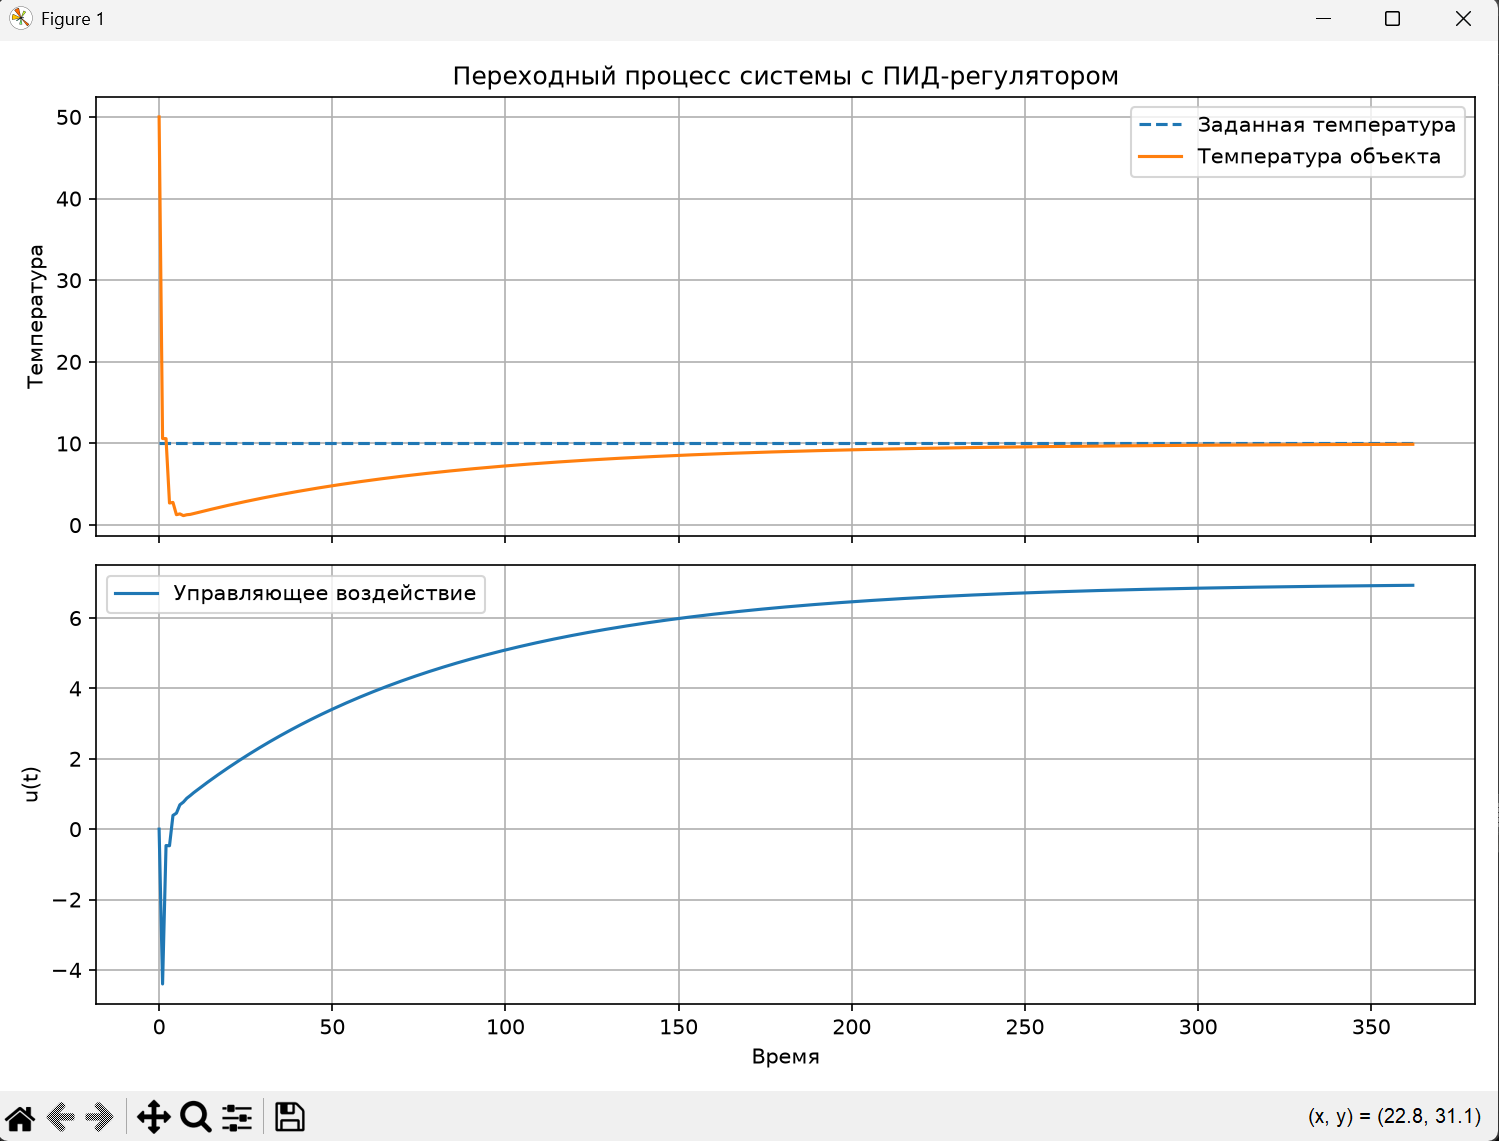 Figure 1
Переходный процесс системы с ПИД-регулятором
50
40
30
20
10
0
Температура
Заданная температура
Температура объекта
6
4
2
0
−2
−4
u(t)
Управляющее воздействие
0 50 100 150 200 250 300 350
Время
(x, y) = (22.8, 31.1)